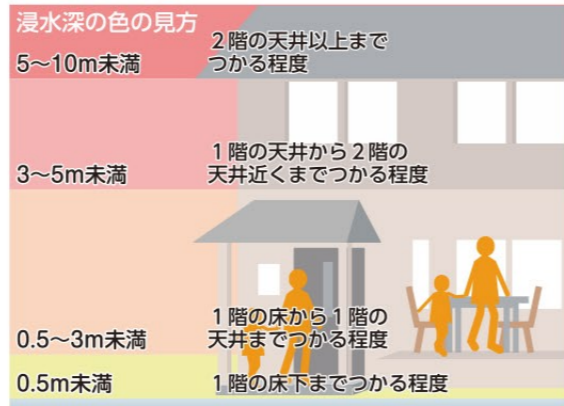 浸水深の色の見方
5〜10m未満
2階の天井以上まで
つかる程度
3〜5m未満
1階の天井から2階の
天井近くまでつかる程度
0.5〜3m未満
1階の床から1階の
天井までつかる程度
0.5m未満
1階の床下までつかる程度